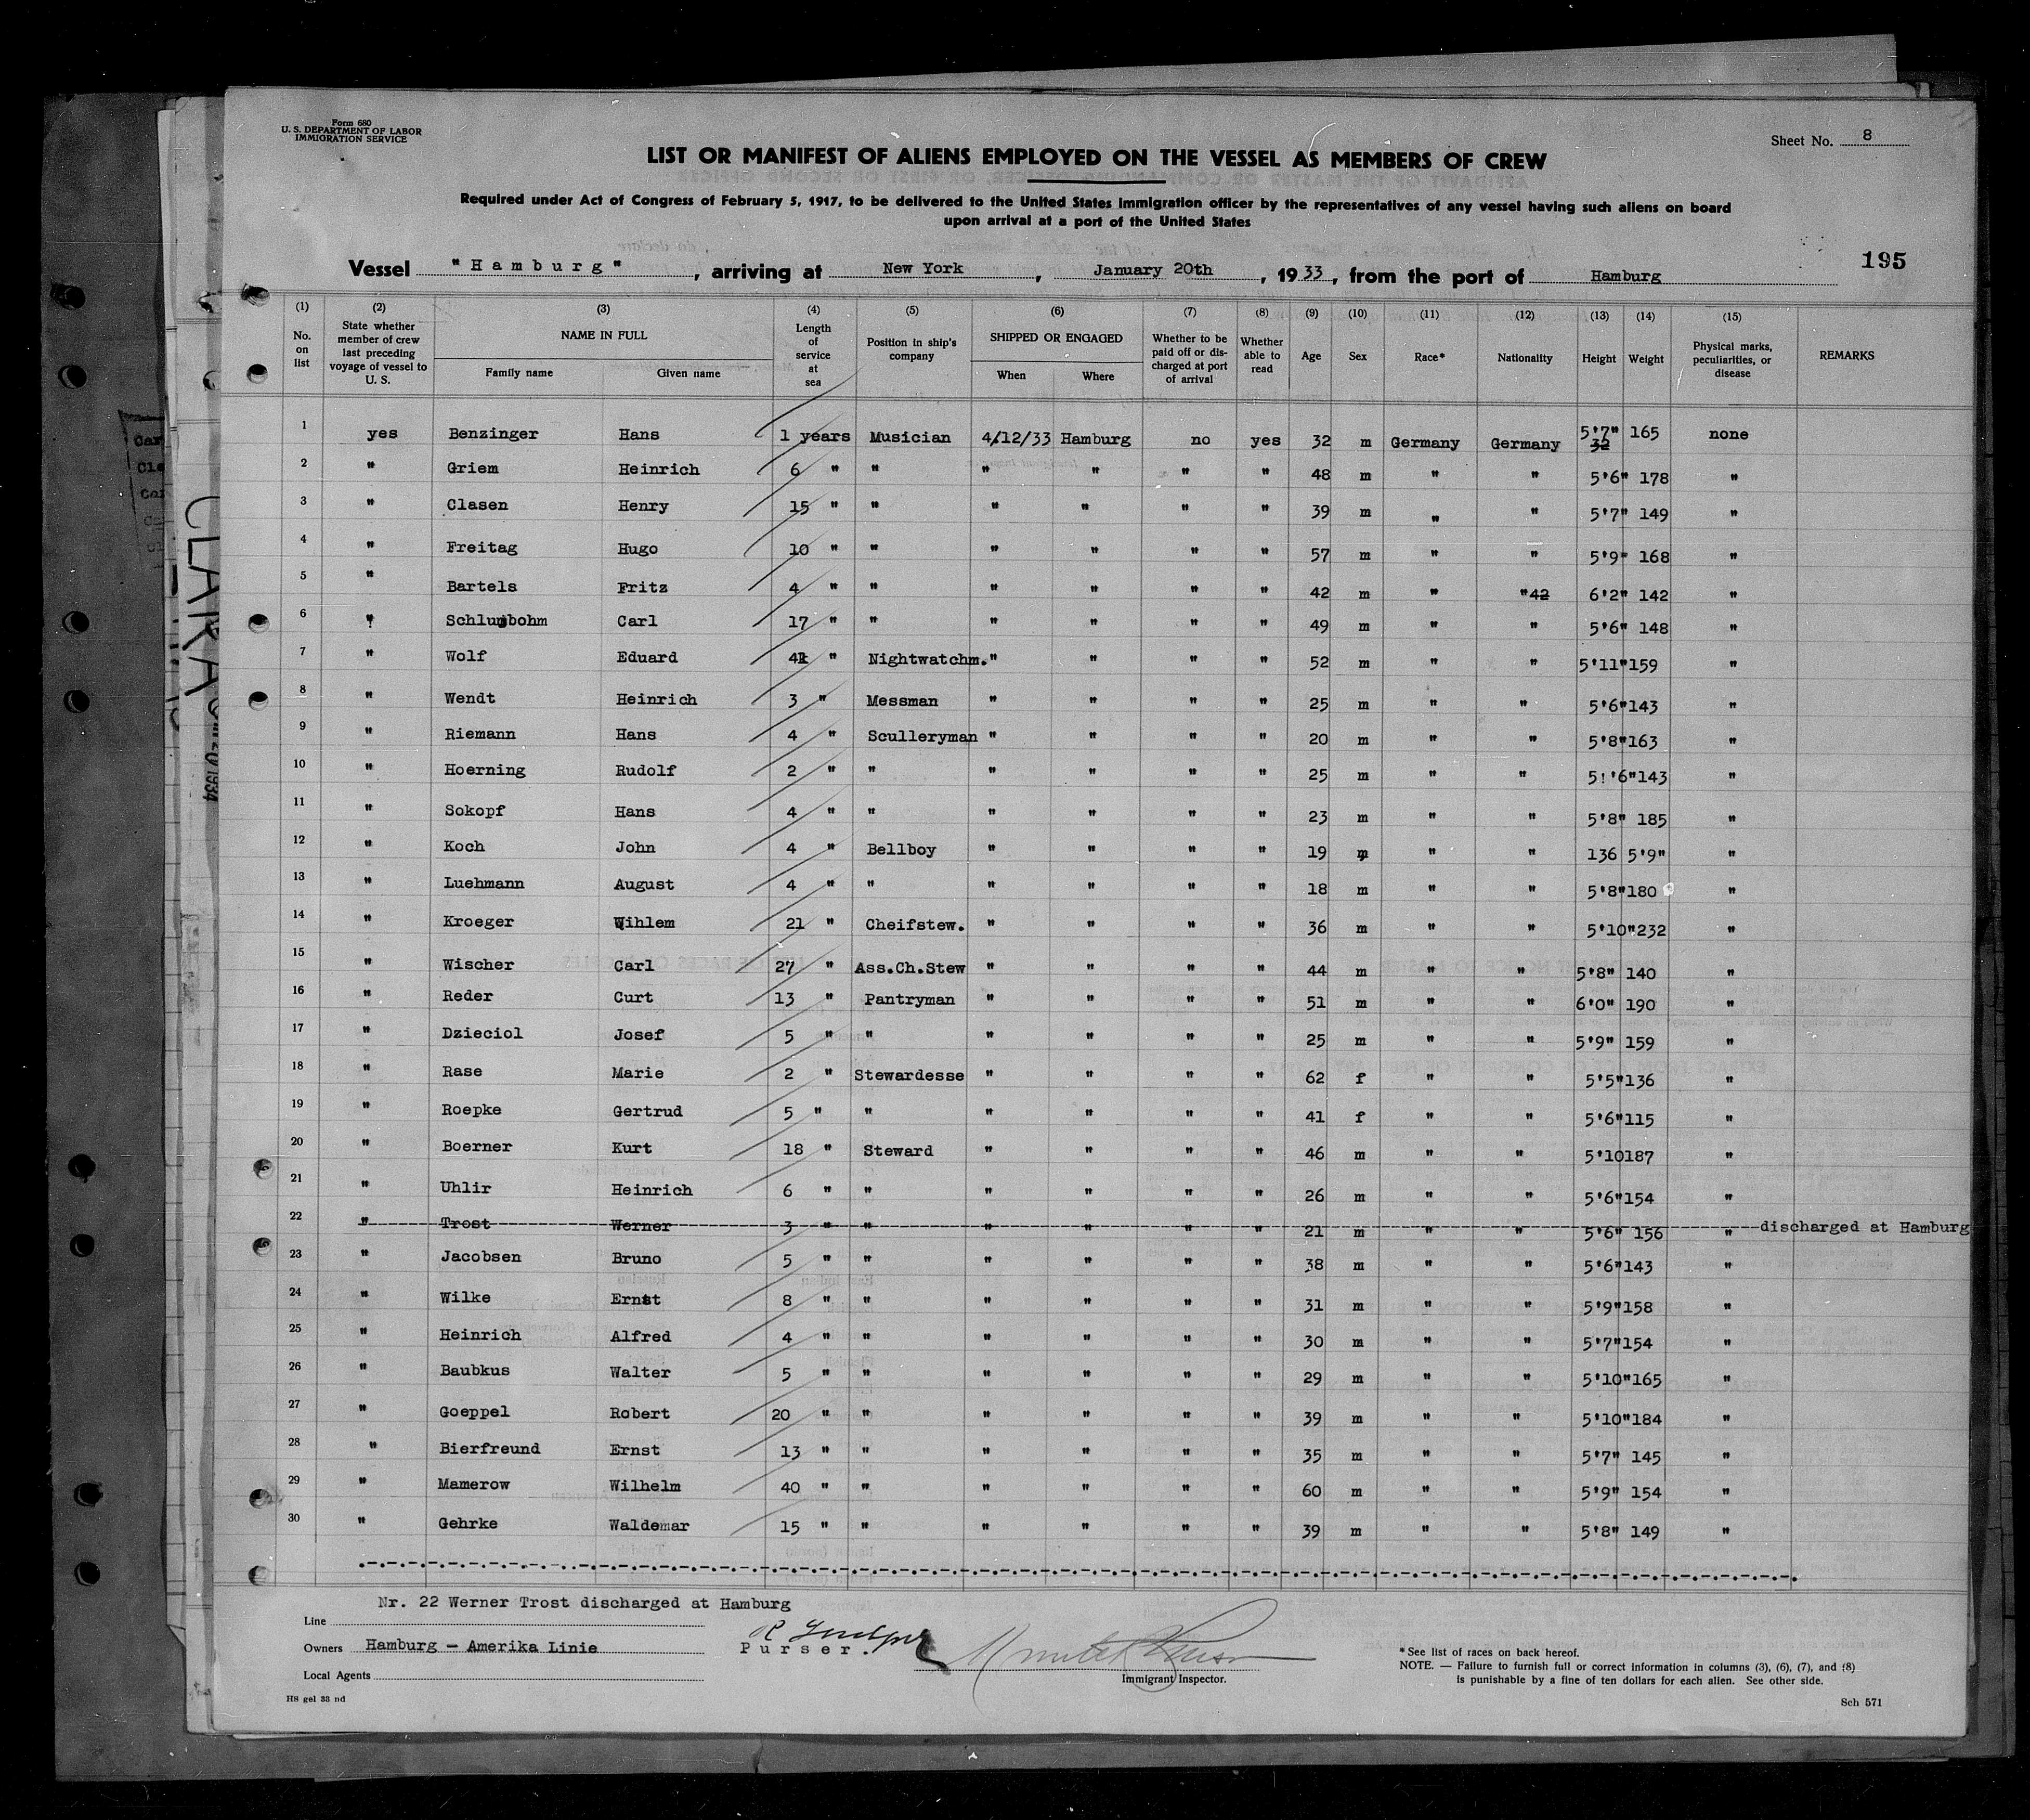 Form 680
U. S. DEPARTMENT OF LABOR
IMMIGRATION SERVICE
Sheet No. 8
LIST OR MANIFEST OF ALIENS EMPLOYED ON THE VESSEL AS MEMBERS OF CREW
Required under Act of Congress of February 5, 1917, to be delivered to the United States Immigration officer by the representatives of any vessel having such aliens on board
upon arrival at a port of the United States
195
Vessel "Hamburg", arriving at New York, January 20th, 1933, from the port of Hamburg
(1) (2) (3) (4) (5) (6) (7) (8) (9) (10) (11) (12) (13) (14) (15)
No. on list State whether member of crew last preceding voyage of vessel to U. S. NAME IN FULL Family name Given name Length of service at sea Position in ship's company SHIPPED OR ENGAGED When Where Whether to be paid off or discharged at port of arrival Whether able to read Age Sex Race* Nationality Height Weight Physical marks, peculiarities, or disease REMARKS
1 yes Benzinger Hans 1 years Musician 4/12/33 Hamburg no yes 32 m Germany Germany 5'7" 32 165 none
2 " Griem Heinrich 6 " " " " " " 48 m " " 5'6" 178 "
3 " Clasen Henry 15 " " " " " " 39 m " " 5'7" 149 "
4 " Freitag Hugo 10 " " " " " " 57 m " " 5'9" 168 "
5 " Bartels Fritz 4 " " " " " " 42 m " "42 6'2" 142 "
6 " Schlumbohm Carl 17 " " " " " " 49 m " " 5'6" 148 "
7 " Wolf Eduard " Nightwatchm. " " " " 52 m " " 5'11" 159 "
8 " Wendt Heinrich 3 " Messman " " " " 25 m " " 5'6" 143 "
9 " Riemann Hans 4 " Sculleryman " " " " 20 m " " 5'8" 163 "
10 " Hoerning Rudolf 2 " " " " " " 25 m " " 5!'6" 143 "
11 " Sokopf Hans 4 " " " " " " 23 m " " 5'8" 185 "
12 " Koch John 4 " Bellboy " " " " 19 m " " 136 5'9" "
13 " Luehmann August 4 " " " " " " 18 m " " 5'8" 180 "
14 " Kroeger Wihlem 21 " Cheifstew. " " " " 36 m " " 5'10" 232 "
15 " Wischer Carl 27 " Ass.Ch.Stew " " " " 44 m " " 5'8" 140 "
16 " Reder Curt 13 " Pantryman " " " " 51 m " " 6'0" 190 "
17 " Dzieciol Josef 5 " " " " " " 25 m " " 5'9" 159 "
18 " Rase Marie 2 " Stewardesse " " " " 62 f " " 5'5" 136 "
19 " Roepke Gertrud 5 " " " " " " 41 f " " 5'6" 115 "
20 " Boerner Kurt 18 " Steward " " " " 46 m " " 5'10 187 "
21 " Uhlir Heinrich 6 " " " " " " 26 m " " 5'6" 154 "
22 " Trost Werner 3 " " " " " " 21 m " " 5'6" 156 " discharged at Hamburg
23 " Jacobsen Bruno 5 " " " " " " 38 m " " 5'6" 143 "
24 " Wilke Ernst 8 " " " " " " 31 m " " 5'9" 158 "
25 " Heinrich Alfred 4 " " " " " " 30 m " " 5'7" 154 "
26 " Baubkus Walter 5 " " " " " " 29 m " " 5'10" 165 "
27 " Goeppel Robert 20 " " " " " " 39 m " " 5'10" 184 "
28 " Bierfreund Ernst 13 " " " " " " 35 m " " 5'7" 145 "
29 " Mamerow Wilhelm 40 " " " " " " 60 m " " 5'9" 154 "
30 " Gehrke Waldemar 15 " " " " " " 39 m " " 5'8" 149 "
Nr. 22 Werner Trost discharged at Hamburg
Line
Owners Hamburg - Amerika Linie
Local Agents
HS gel 33 nd
Purser.
Immigrant Inspector.
* See list of races on back hereof.
NOTE. — Failure to furnish full or correct information in columns (3), (6), (7), and (8)
is punishable by a fine of ten dollars for each alien. See other side.
Sch 571
CLARA
1934